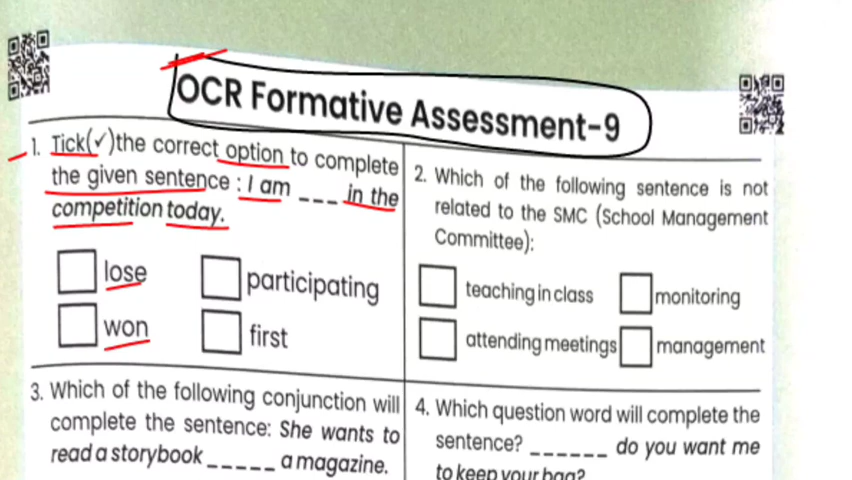 OCR Formative Assessment-9
1. Tick(✓)the correct option to complete
the given sentence : I am ___ in the
competition today.
lose
participating
won
first
2. Which of the following sentence is not
related to the SMC (School Management
Committee):
teaching in class
monitoring
attending meetings
management
3. Which of the following conjunction will
complete the sentence: She wants to
read a storybook _____ a magazine.
4. Which question word will complete the
sentence? ______ do you want me
to keep your bag?